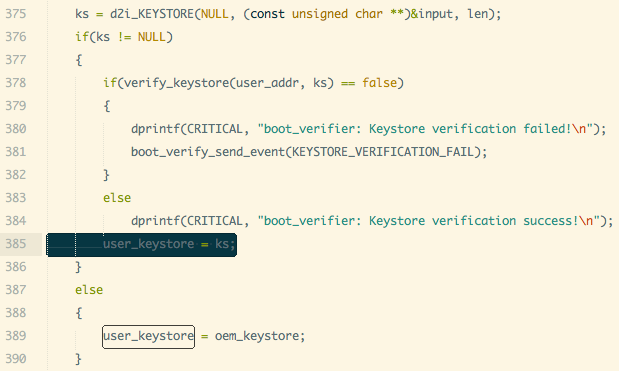 375 ks = d2i_KEYSTORE(NULL, (const unsigned char **)&input, len);
376 if(ks != NULL)
377 {
378 if(verify_keystore(user_addr, ks) == false)
379 {
380 dprintf(CRITICAL, "boot_verifier: Keystore verification failed!\n");
381 boot_verify_send_event(KEYSTORE_VERIFICATION_FAIL);
382 }
383 else
384 dprintf(CRITICAL, "boot_verifier: Keystore verification success!\n");
385 user_keystore = ks;
386 }
387 else
388 {
389 user_keystore = oem_keystore;
390 }